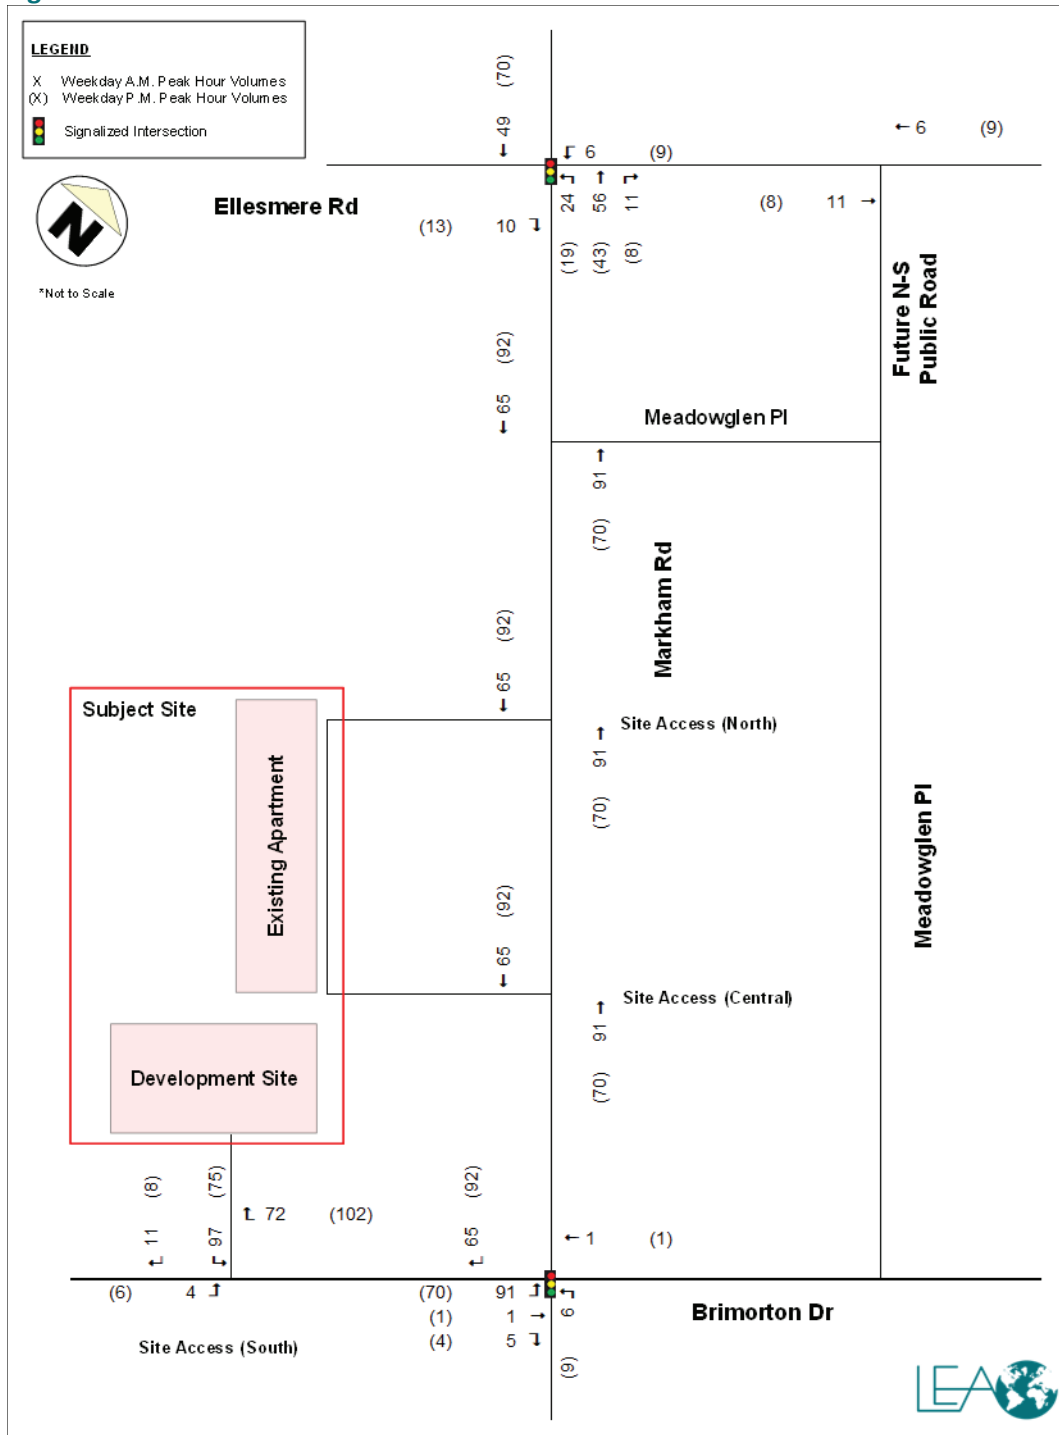 LEGEND
X Weekday A.M. Peak Hour Volumes
(X) Weekday P.M. Peak Hour Volumes
Signalized Intersection
N
*Not to Scale
(70)
49
6 (9)
6 (9)
Ellesmere Rd
(13) 10
24 56 11
(19) (43) (8)
(8) 11
Future N-S
Public Road
(92)
65
Meadowglen Pl
91
(70)
Markham Rd
(92)
65
Subject Site
Site Access (North)
91
(70)
Existing Apartment
Meadowglen Pl
(92)
65
Site Access (Central)
91
(70)
Development Site
(8) (75) (92)
11 97 65
72 (102)
1 (1)
(6) 4
(70) 91
(1) 1
(4) 5
6
(9)
Brimorton Dr
Site Access (South)
LEA